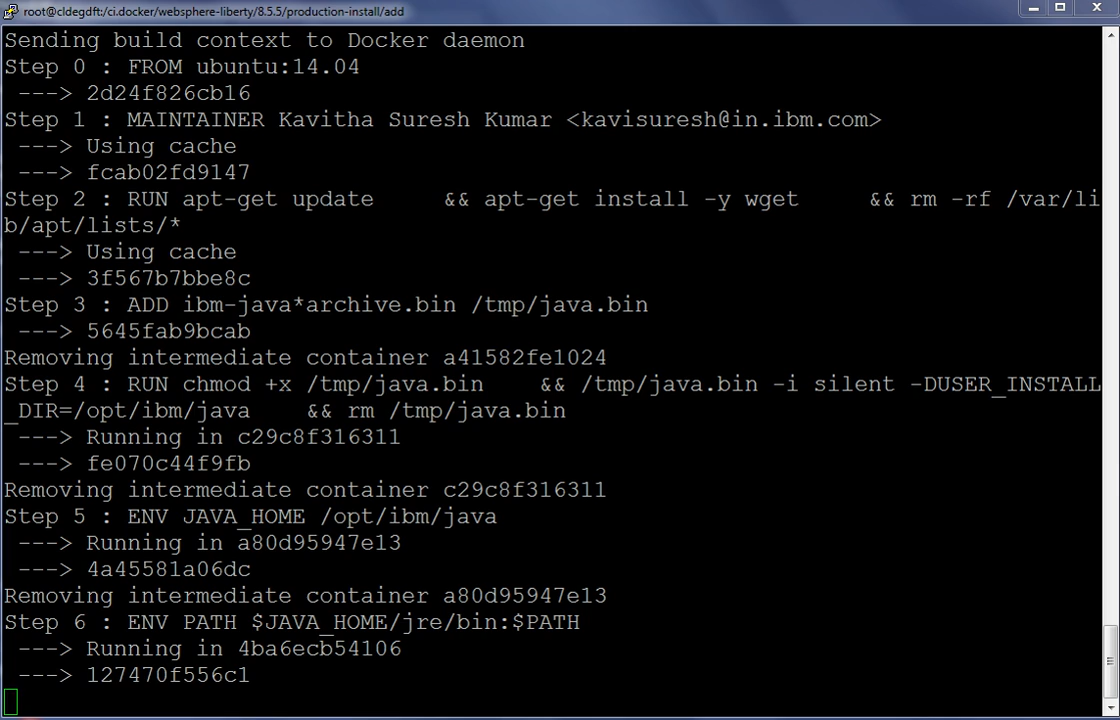 root@cldegdft:/ci.docker/websphere-liberty/8.5.5/production-install/add
Sending build context to Docker daemon
Step 0 : FROM ubuntu:14.04
 ---> 2d24f826cb16
Step 1 : MAINTAINER Kavitha Suresh Kumar <kavisuresh@in.ibm.com>
 ---> Using cache
 ---> fcab02fd9147
Step 2 : RUN apt-get update     && apt-get install -y wget     && rm -rf /var/li
b/apt/lists/*
 ---> Using cache
 ---> 3f567b7bbe8c
Step 3 : ADD ibm-java*archive.bin /tmp/java.bin
 ---> 5645fab9bcab
Removing intermediate container a41582fe1024
Step 4 : RUN chmod +x /tmp/java.bin     && /tmp/java.bin -i silent -DUSER_INSTALL
_DIR=/opt/ibm/java     && rm /tmp/java.bin
 ---> Running in c29c8f316311
 ---> fe070c44f9fb
Removing intermediate container c29c8f316311
Step 5 : ENV JAVA_HOME /opt/ibm/java
 ---> Running in a80d95947e13
 ---> 4a45581a06dc
Removing intermediate container a80d95947e13
Step 6 : ENV PATH $JAVA_HOME/jre/bin:$PATH
 ---> Running in 4ba6ecb54106
 ---> 127470f556c1